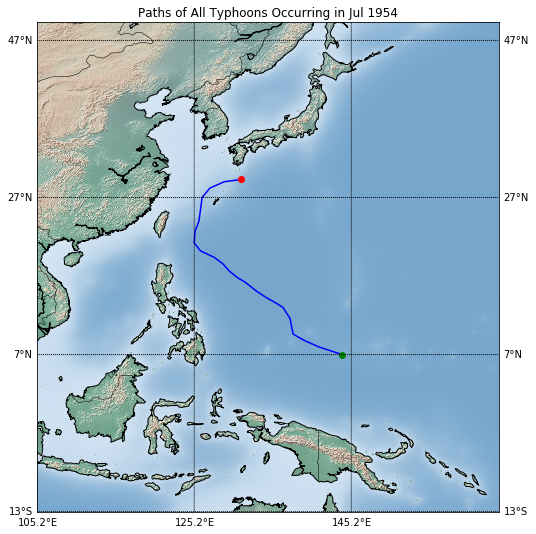 Paths of All Typhoons Occurring in Jul 1954
47°N 47°N
27°N 27°N
7°N 7°N
13°S 13°S
105.2°E 125.2°E 145.2°E